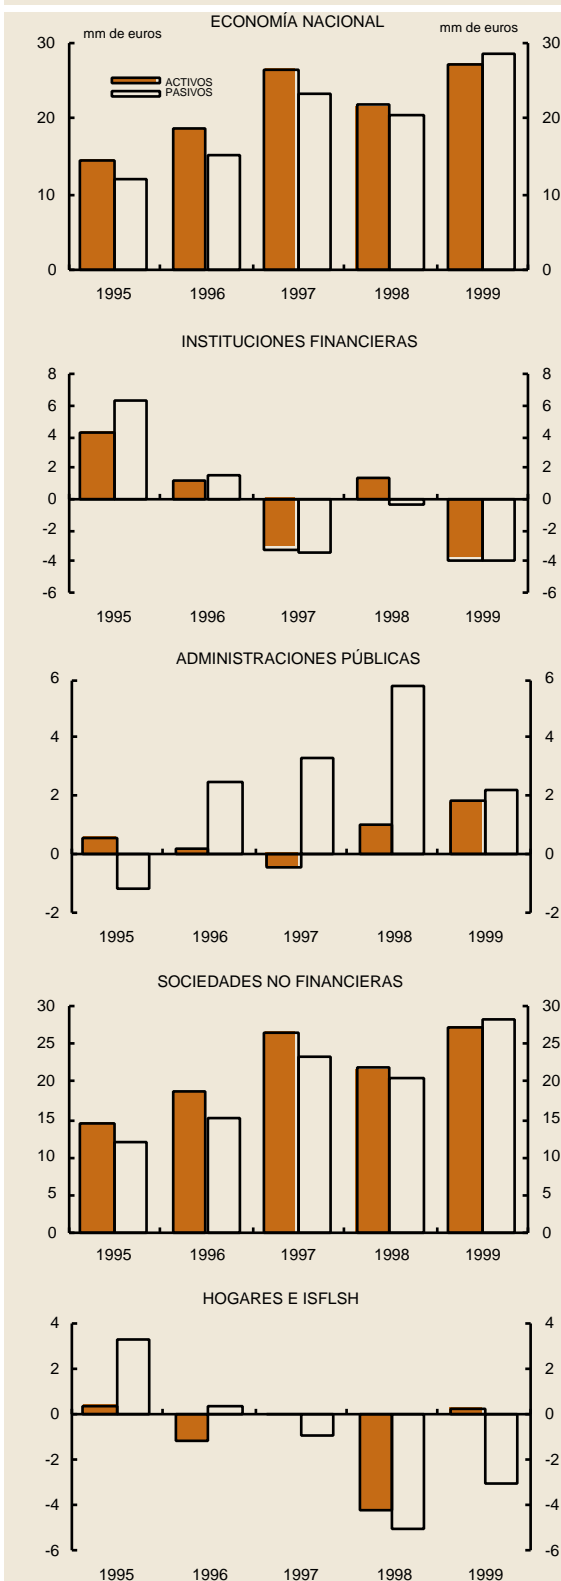 ECONOMÍA NACIONAL
mm de euros mm de euros
30 30
ACTIVOS
PASIVOS
20 20
10 10
0 0
1995 1996 1997 1998 1999
INSTITUCIONES FINANCIERAS
8 8
6 6
4 4
2 2
0 0
-2 -2
-4 -4
-6 -6
1995 1996 1997 1998 1999
ADMINISTRACIONES PÚBLICAS
6 6
4 4
2 2
0 0
-2 -2
1995 1996 1997 1998 1999
SOCIEDADES NO FINANCIERAS
30 30
25 25
20 20
15 15
10 10
5 5
0 0
1995 1996 1997 1998 1999
HOGARES E ISFLSH
4 4
2 2
0 0
-2 -2
-4 -4
-6 -6
1995 1996 1997 1998 1999